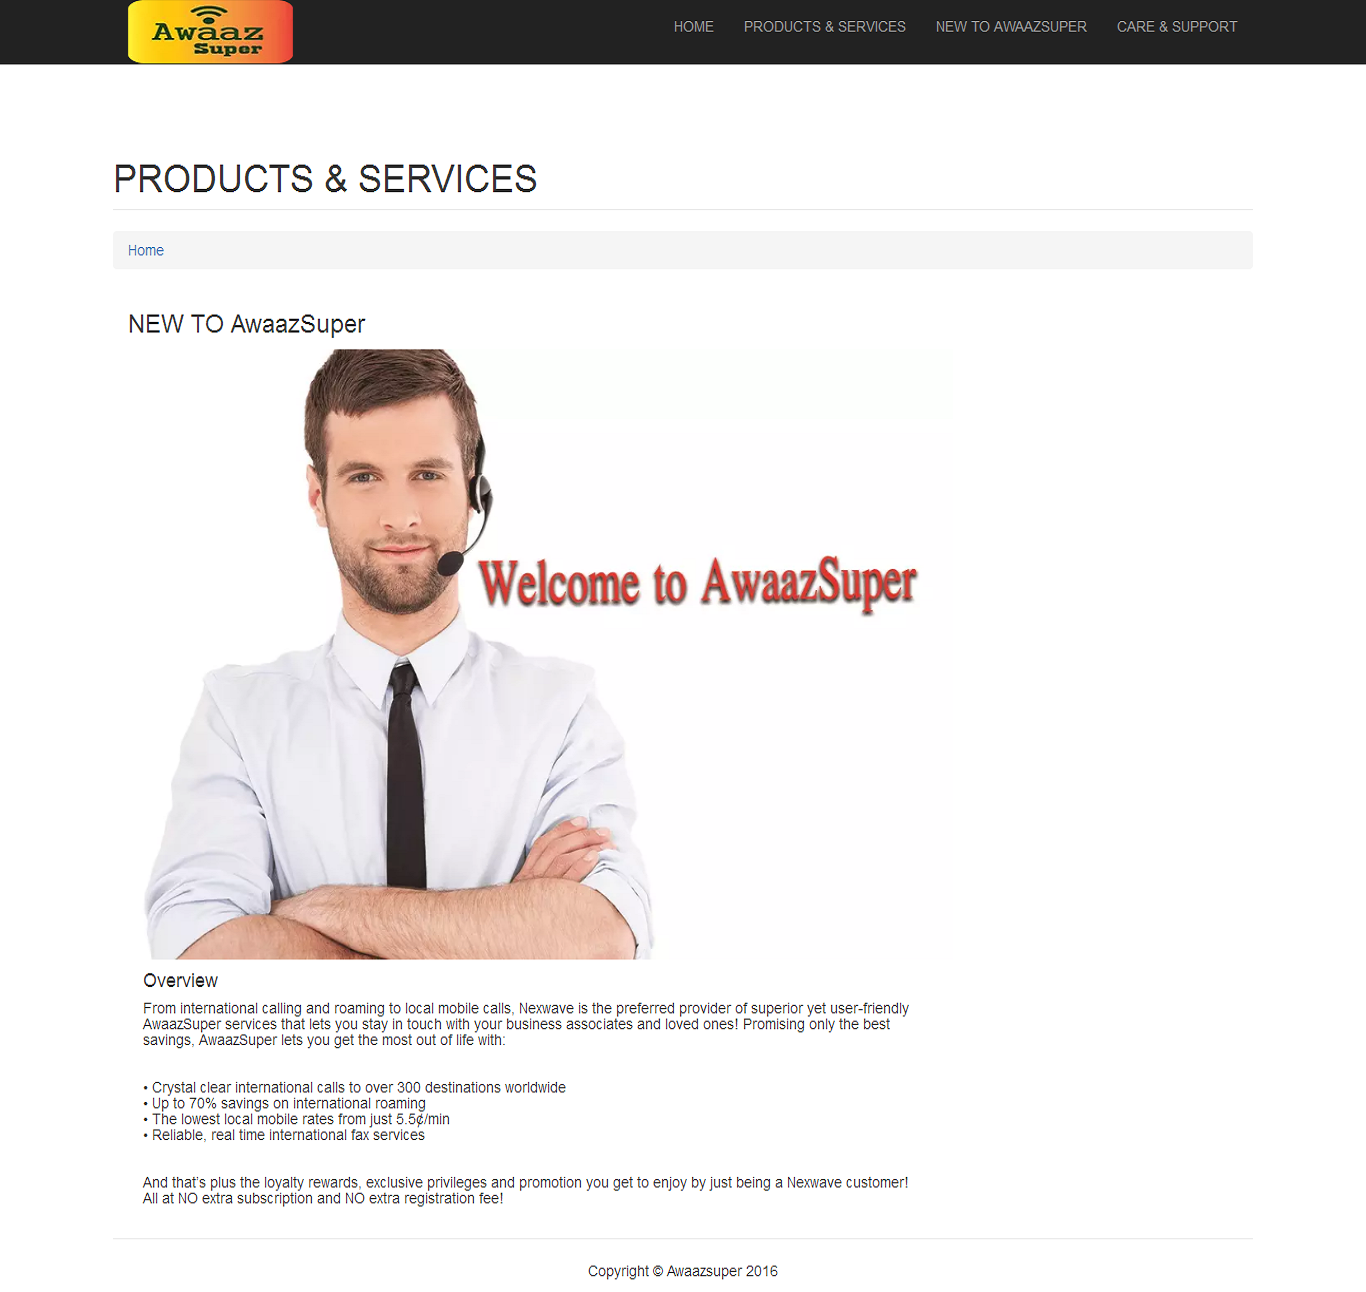 Awaaz
Super
HOME
PRODUCTS & SERVICES
NEW TO AWAAZSUPER
CARE & SUPPORT
PRODUCTS & SERVICES
Home
NEW TO AwaazSuper
Welcome to AwaazSuper
Overview
From international calling and roaming to local mobile calls, Nexwave is the preferred provider of superior yet user-friendly
AwaazSuper services that lets you stay in touch with your business associates and loved ones! Promising only the best
savings, AwaazSuper lets you get the most out of life with:
• Crystal clear international calls to over 300 destinations worldwide
• Up to 70% savings on international roaming
• The lowest local mobile rates from just 5.5¢/min
• Reliable, real time international fax services
And that's plus the loyalty rewards, exclusive privileges and promotion you get to enjoy by just being a Nexwave customer!
All at NO extra subscription and NO extra registration fee!
Copyright © Awaazsuper 2016